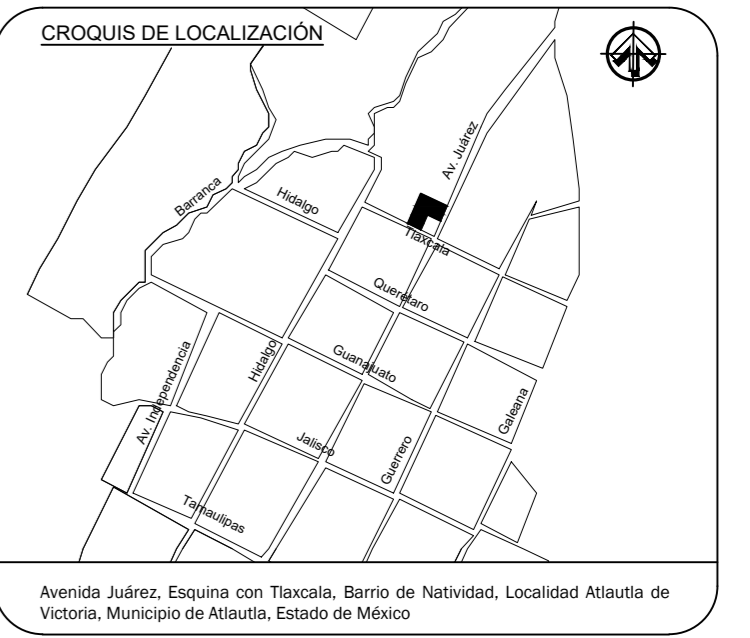 CROQUIS DE LOCALIZACIÓN
Av. Juárez
Barranca
Hidalgo
Tlaxcala
Querétaro
Guanajuato
Hidalgo
Av. Independencia
Galeana
Jalisco
Guerrero
Tamaulipas
Avenida Juárez, Esquina con Tlaxcala, Barrio de Natividad, Localidad Atlautla de
Victoria, Municipio de Atlautla, Estado de México